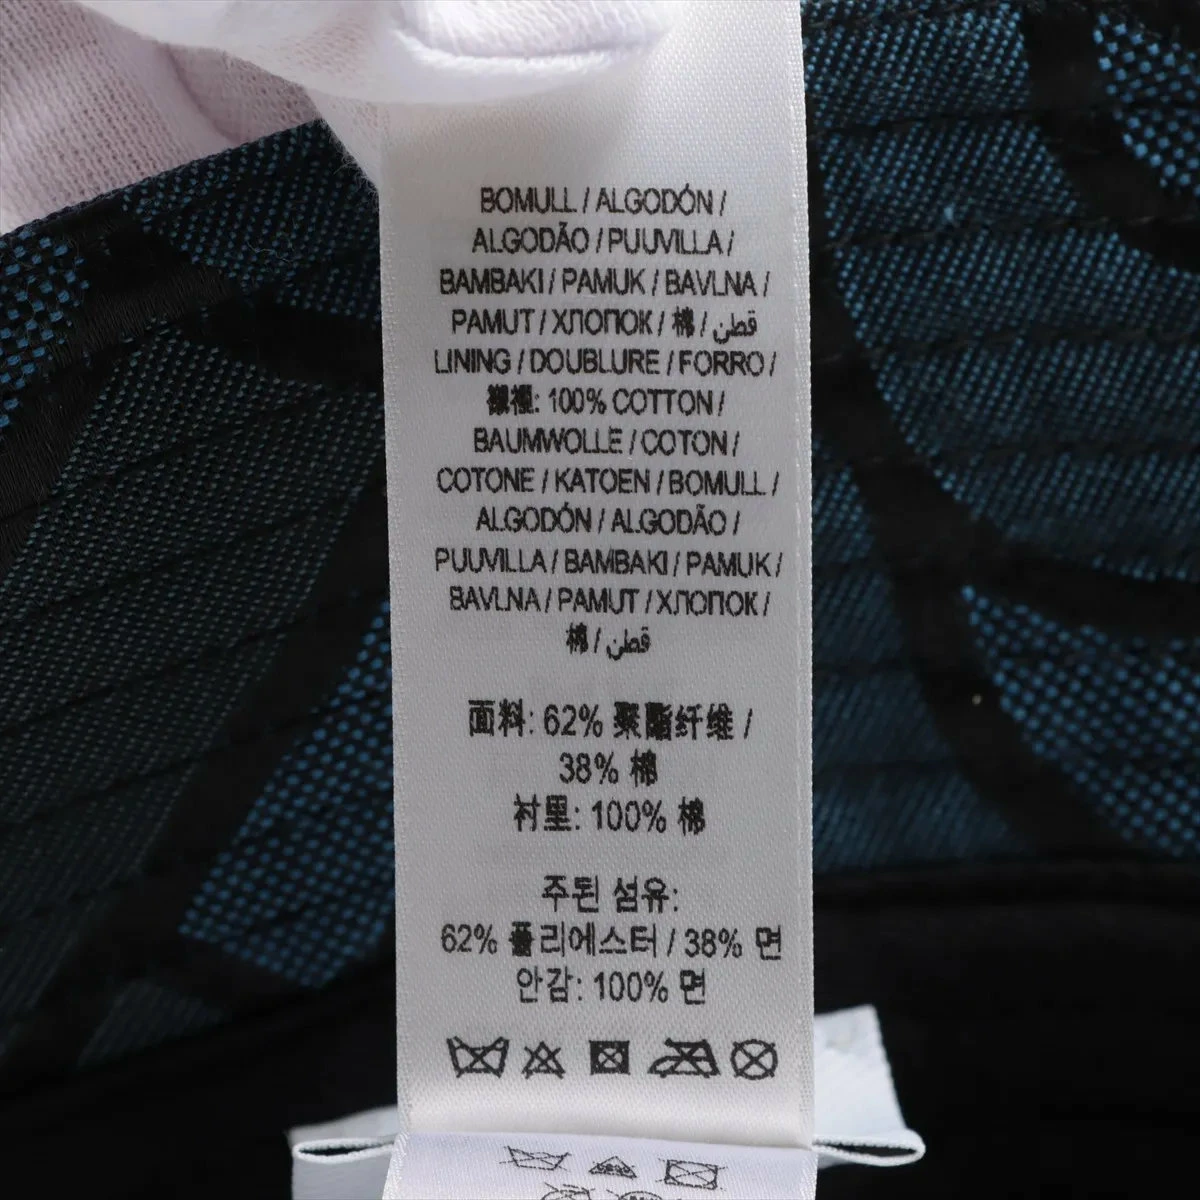 BOMULL / ALGODÓN /
ALGODÃO / PUUVILLA /
BAMBAKI / PAMUK / BAVLNA /
PAMUT / ХЛОПОК / 棉 / قطن
LINING / DOUBLURE / FORRO /
襯裡: 100% COTTON /
BAUMWOLLE / COTON /
COTONE / KATOEN / BOMULL /
ALGODÓN / ALGODÃO /
PUUVILLA / BAMBAKI / PAMUK /
BAVLNA / PAMUT / ХЛОПОК /
棉 / قطن
面料: 62% 聚酯纤维 /
38% 棉
衬里: 100% 棉
주된 섬유:
62% 폴리에스터 / 38% 면
안감: 100% 면